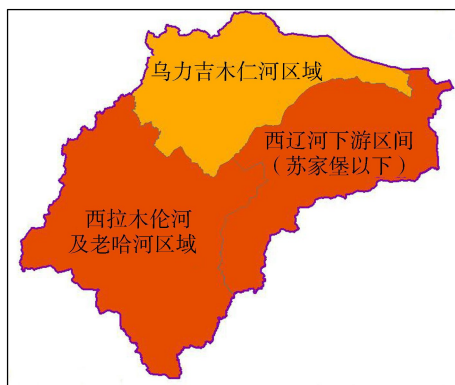 乌力吉木仁河区域
西辽河下游区间
（苏家堡以下）
西拉木伦河
及老哈河区域